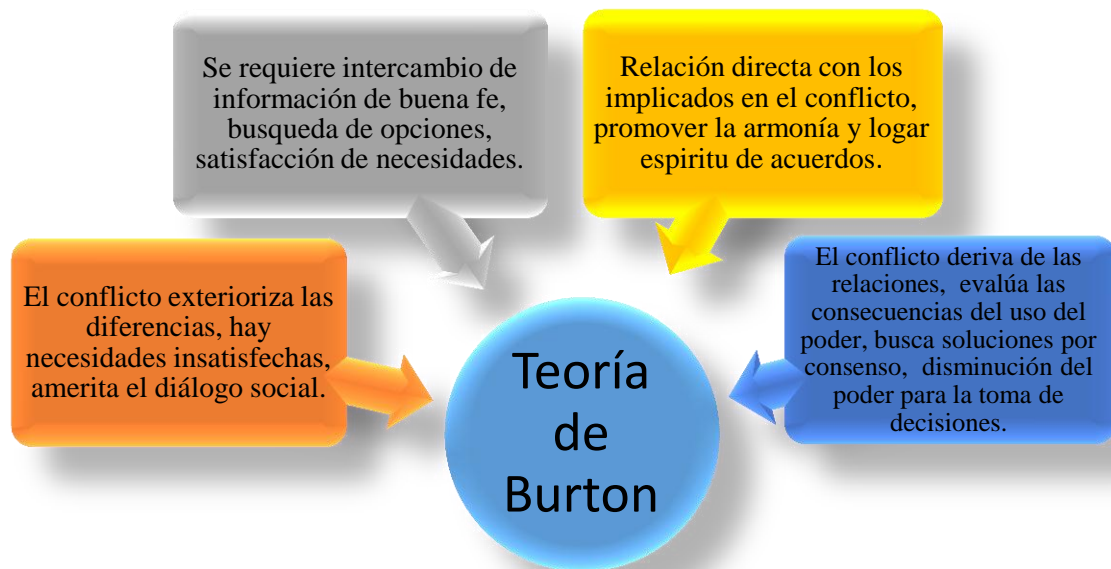 Se requiere intercambio de
información de buena fe,
busqueda de opciones,
satisfacción de necesidades.
Relación directa con los
implicados en el conflicto,
promover la armonía y logar
espiritu de acuerdos.
El conflicto exterioriza las
diferencias, hay
necesidades insatisfechas,
amerita el diálogo social.
El conflicto deriva de las
relaciones, evalúa las
consecuencias del uso del
poder, busca soluciones por
consenso, disminución del
poder para la toma de
decisiones.
Teoría
de
Burton